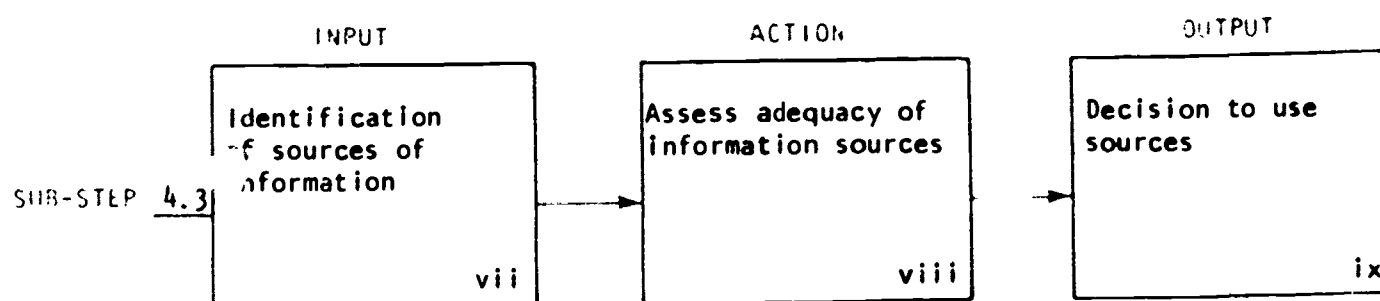 INPUT
ACTION
OUTPUT
Identification
of sources of
information
Assess adequacy of
information sources
Decision to use
sources
SUB-STEP 4.3
vii
viii
ix